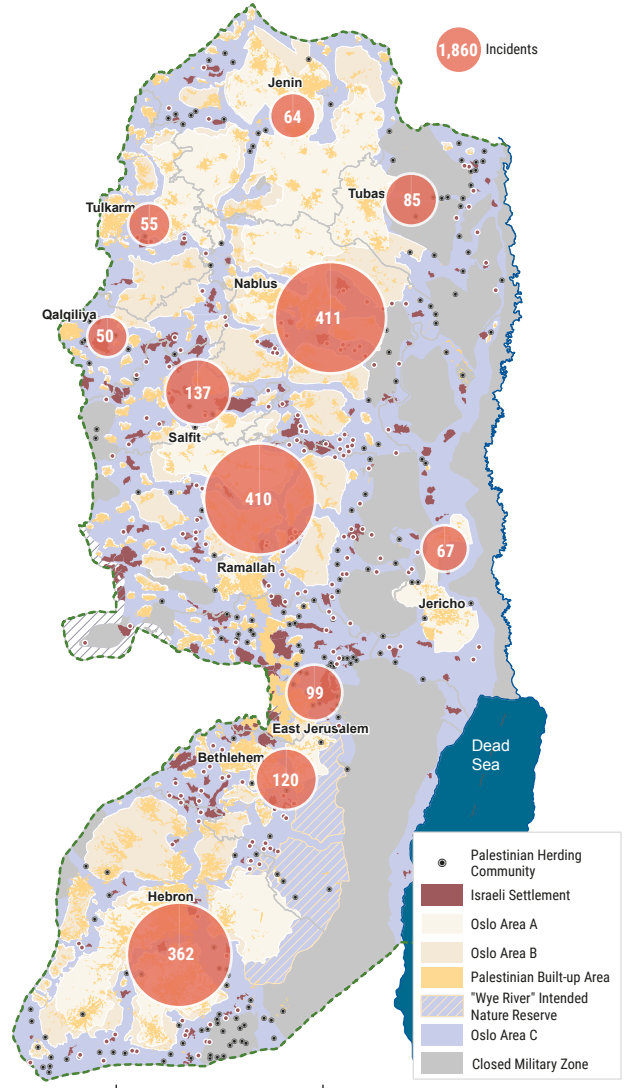 1,860 Incidents
Jenin
64
Tubas
85
Tulkarm
55
Nablus
411
Qalqiliya
50
137
Salfit
410
Ramallah
67
Jericho
99
East Jerusalem
Bethlehem
120
Dead
Sea
Hebron
362
Palestinian Herding
Community
Israeli Settlement
Oslo Area A
Oslo Area B
Palestinian Built-up Area
"Wye River" Intended
Nature Reserve
Oslo Area C
Closed Military Zone